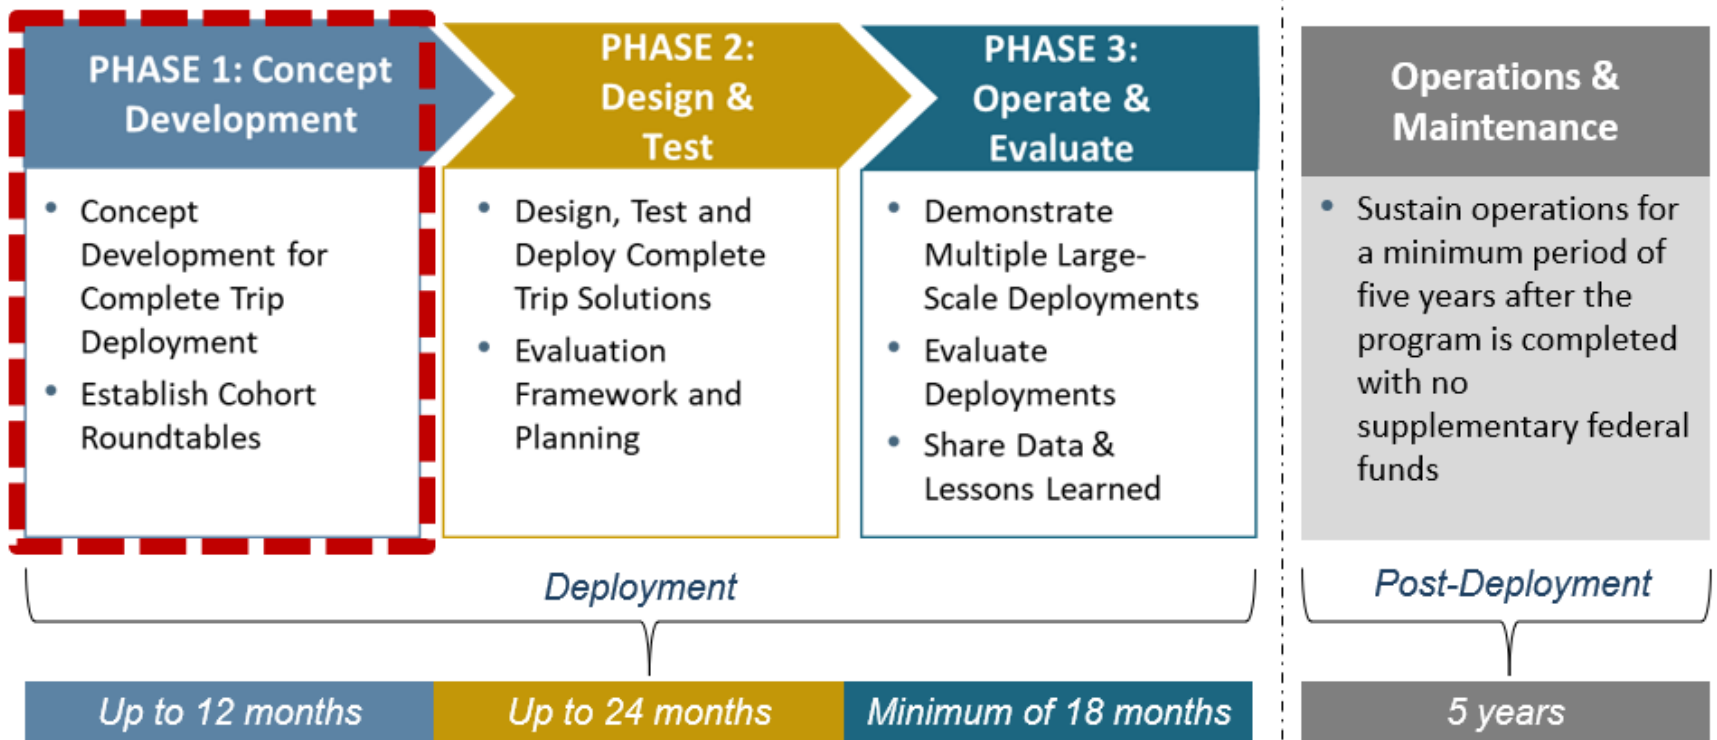 PHASE 1: Concept
Development
• Concept
Development for
Complete Trip
Deployment
• Establish Cohort
Roundtables
PHASE 2:
Design &
Test
• Design, Test and
Deploy Complete
Trip Solutions
• Evaluation
Framework and
Planning
PHASE 3:
Operate &
Evaluate
• Demonstrate
Multiple Large-
Scale Deployments
• Evaluate
Deployments
• Share Data &
Lessons Learned
Operations &
Maintenance
• Sustain operations for
a minimum period of
five years after the
program is completed
with no
supplementary federal
funds
Deployment
Post-Deployment
Up to 12 months
Up to 24 months
Minimum of 18 months
5 years